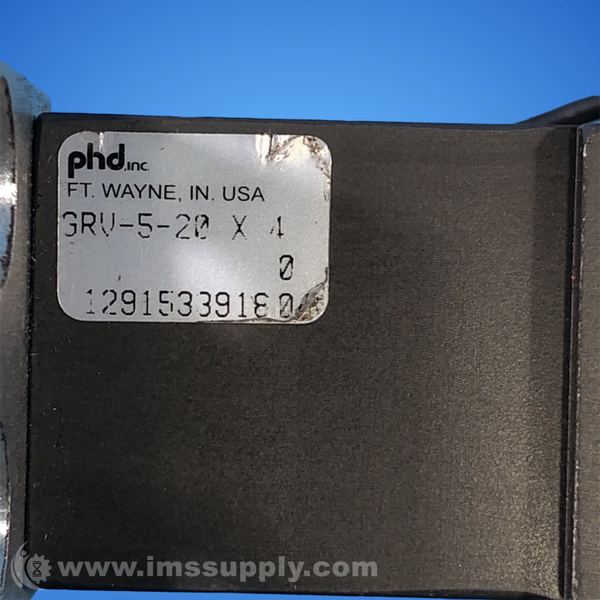 phd, inc.
FT. WAYNE, IN. USA
GRV-5-20 X 4
0
12915339180
www.imssupply.com